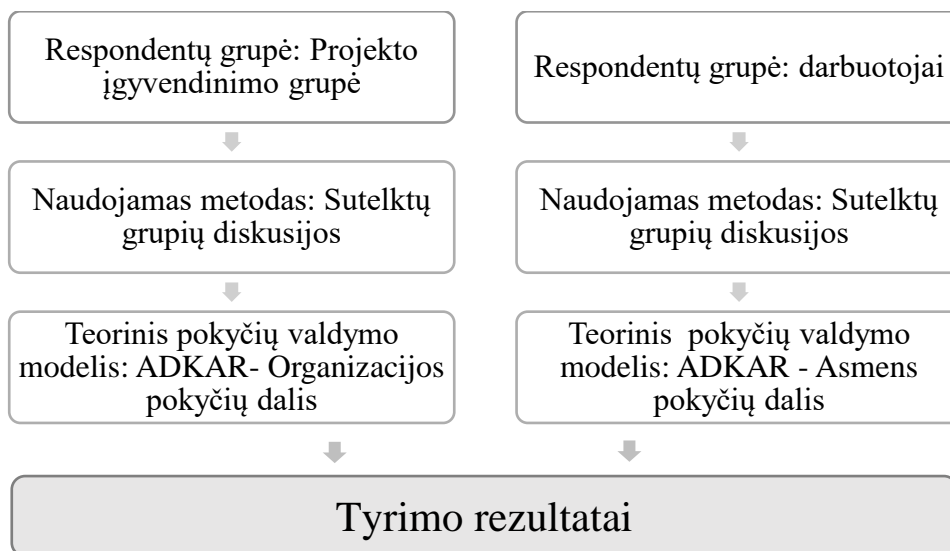 Respondentų grupė: Projekto
įgyvendinimo grupė
Respondentų grupė: darbuotojai
Naudojamas metodas: Sutelktų
grupių diskusijos
Naudojamas metodas: Sutelktų
grupių diskusijos
Teorinis pokyčių valdymo
modelis: ADKAR- Organizacijos
pokyčių dalis
Teorinis pokyčių valdymo
modelis: ADKAR - Asmens
pokyčių dalis
Tyrimo rezultatai